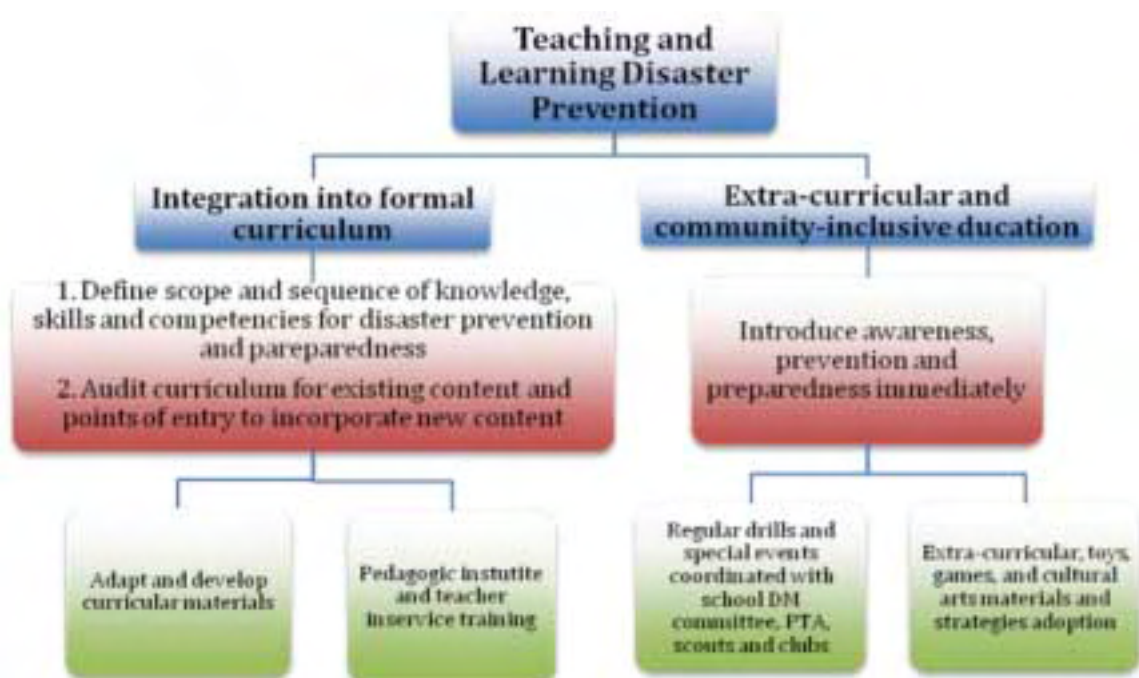 Teaching and
Learning Disaster
Prevention
Integration into formal
curriculum
Extra-curricular and
community-inclusive ducation
1. Define scope and sequence of knowledge,
skills and competencies for disaster prevention
and pareparedness
2. Audit curriculum for existing content and
points of entry to incorporate new content
Introduce awareness,
prevention and
preparedness immediately
Adapt and develop
curricular materials
Pedagogic instutite
and teacher
inservice training
Regular drills and
special events
coordinated with
school DM
committee, PTA,
scouts and clubs
Extra-curricular, toys,
games, and cultural
arts materials and
strategies adoption